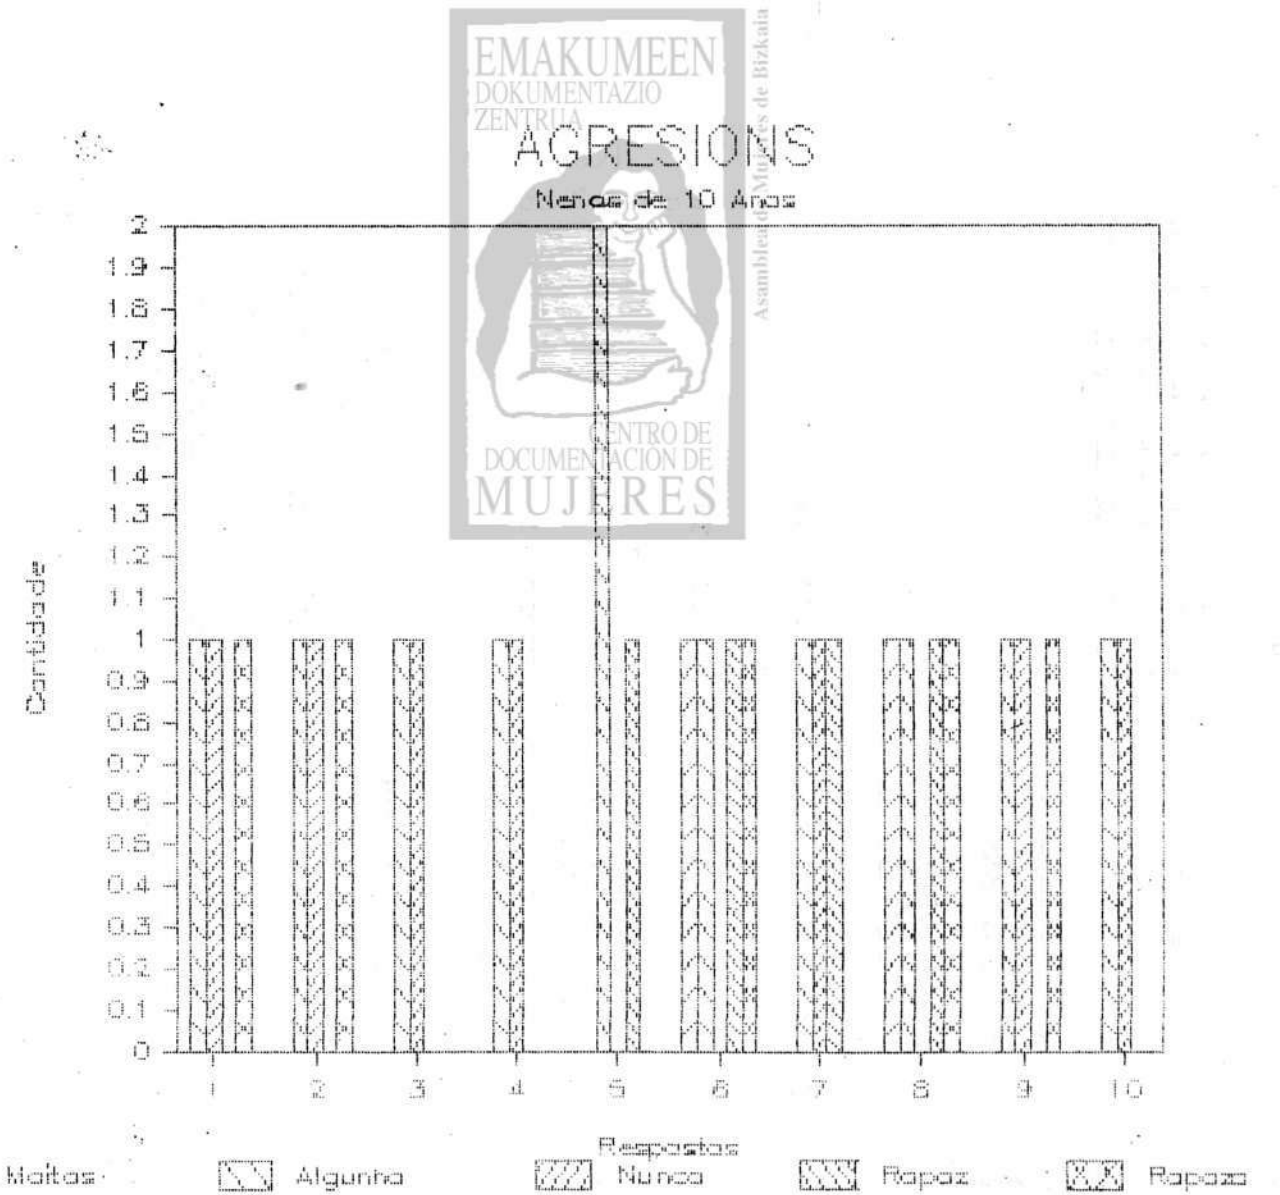 EMAKUMEEN
DOKUMENTAZIO
ZENTRUA
Asamblea de Mujeres de Bizkaia
AGRESIONS
Nenas de 10 Anos
2
1.9
1.8
1.7
1.6
1.5
1.4
1.3
1.2
1.1
1
0.9
0.8
0.7
0.6
0.5
0.4
0.3
0.2
0.1
0
CENTRO DE
DOCUMENTACIÓN DE
MUJERES
Cantidade
1 2 3 4 5 6 7 8 9 10
Respostas
Moitas Algunha Nunca Rapaz Rapaza